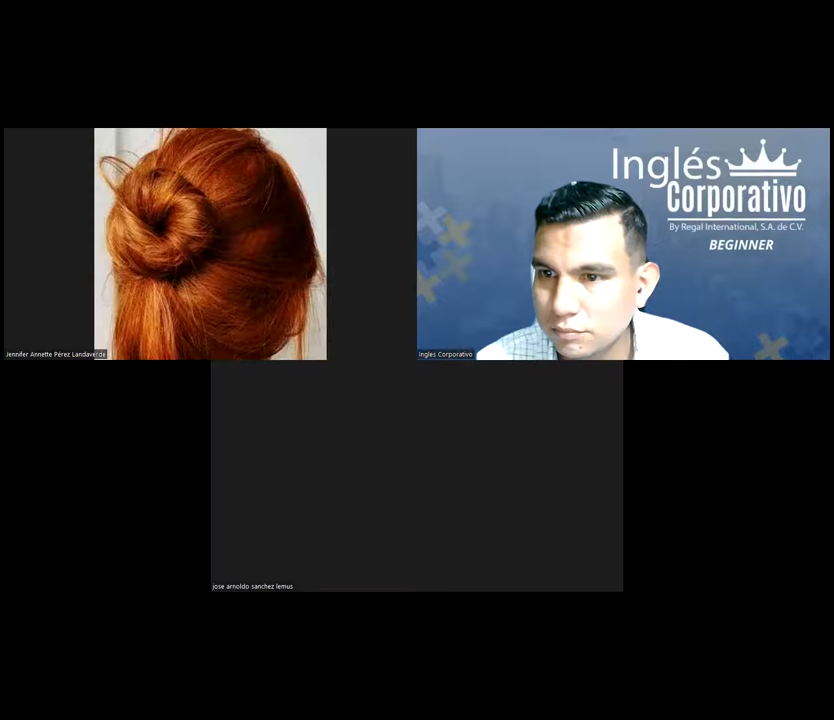 Inglés
Corporativo
By Regal International, S.A. de C.V.
BEGINNER
Jennifer Annette Pérez Landaverde
Ingles Corporativo
jose arnoldo sanchez lemus